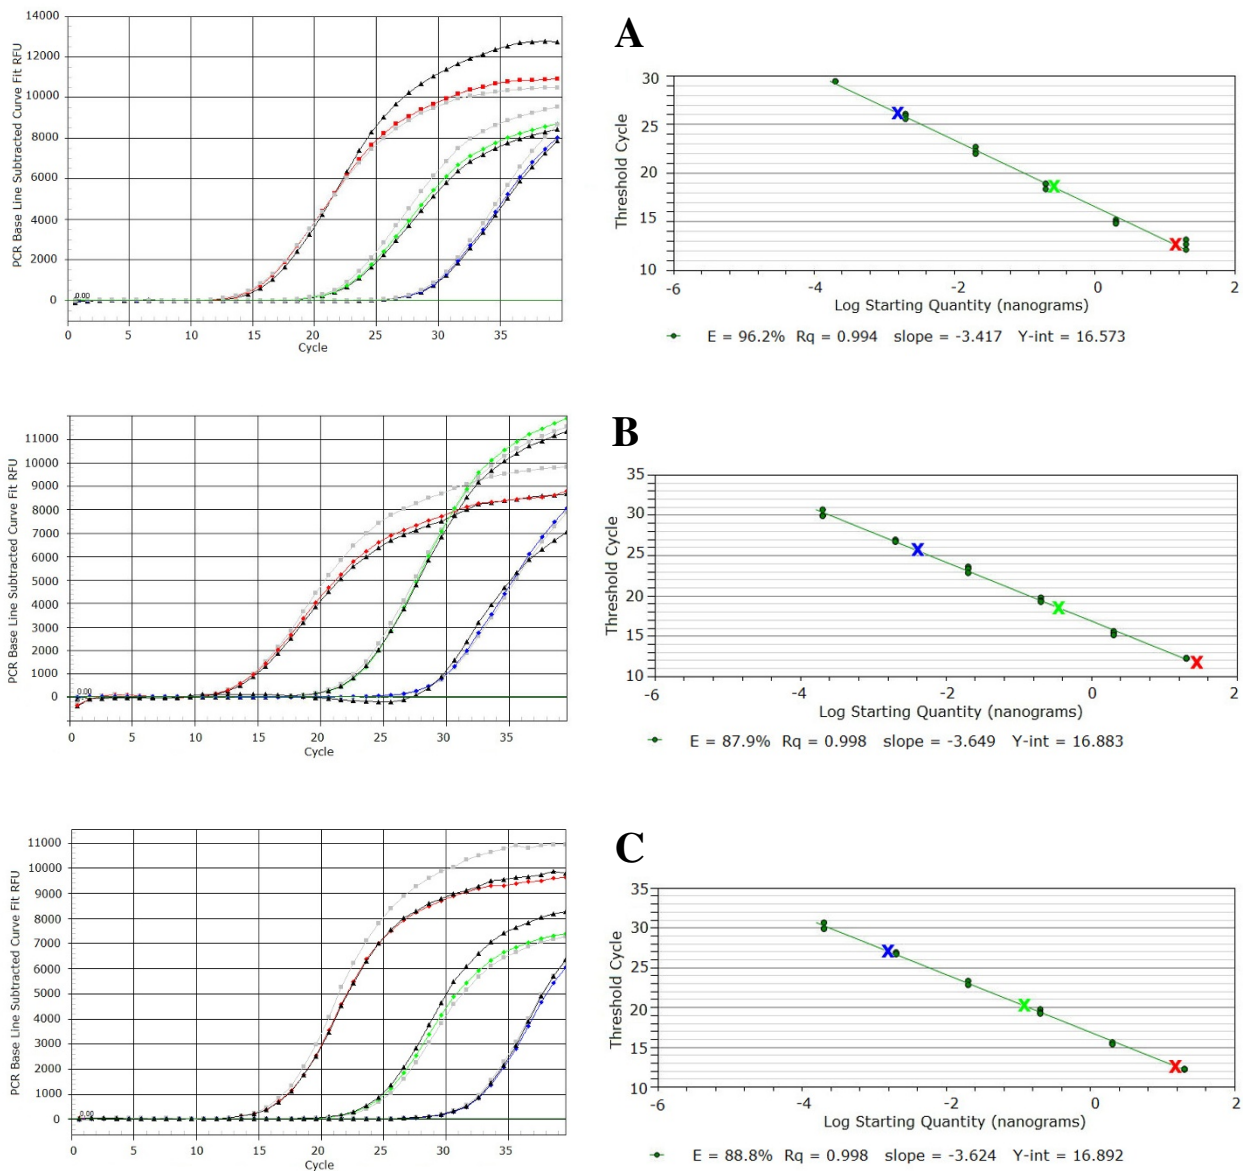 A
14000
12000
10000
8000
6000
4000
2000
0
0.00
0 5 10 15 20 25 30 35
Cycle
PCR Base Line Subtracted Curve Fit RFU
30
25
20
15
10
-6 -4 -2 0 2
Threshold Cycle
X X X
Log Starting Quantity (nanograms)
E = 96.2% Rq = 0.994 slope = -3.417 Y-int = 16.573
B
11000
10000
9000
8000
7000
6000
5000
4000
3000
2000
1000
0
0.00
0 5 10 15 20 25 30 35
Cycle
PCR Base Line Subtracted Curve Fit RFU
35
30
25
20
15
10
-6 -4 -2 0 2
Threshold Cycle
X X X
Log Starting Quantity (nanograms)
E = 87.9% Rq = 0.998 slope = -3.649 Y-int = 16.883
C
11000
10000
9000
8000
7000
6000
5000
4000
3000
2000
1000
0
0.00
0 5 10 15 20 25 30 35
Cycle
PCR Base Line Subtracted Curve Fit RFU
35
30
25
20
15
10
-6 -4 -2 0 2
Threshold Cycle
X X X
Log Starting Quantity (nanograms)
E = 88.8% Rq = 0.998 slope = -3.624 Y-int = 16.892